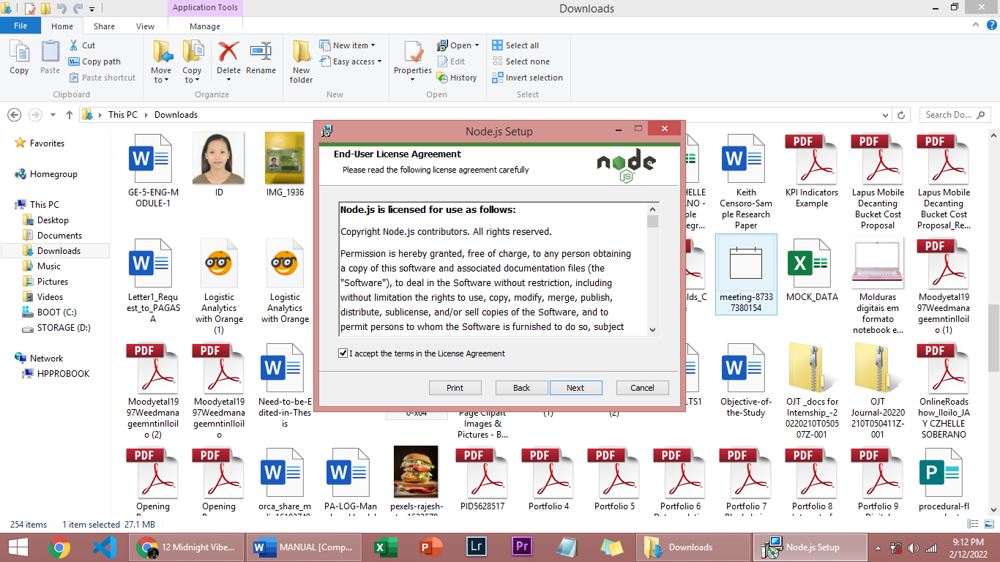 Application Tools
Downloads
File
Home
Share
View
Manage
Copy
Paste
Cut
Copy path
Paste shortcut
Clipboard
Move to
Copy to
Delete
Rename
Organize
New folder
New item
Easy access
New
Properties
Open
Edit
History
Open
Select all
Select none
Invert selection
Select
This PC
Downloads
Search Do...
Favorites
Homegroup
This PC
Desktop
Documents
Downloads
Music
Pictures
Videos
BOOT (C:)
STORAGE (D:)
Network
HPPROBOOK
GE-5-ENG-MODULE-1
ID
IMG_1936
Keith Censoro-Sample Research Paper
KPI Indicators Example
Lapus Mobile Decanting Bucket Cost Proposal
Lapus Mobile Decanting Bucket Cost Proposal_Re...
Letter1_Request_to_PAGASA
Logistic Analytics with Orange (1)
Logistic Analytics with Orange
meeting-87337380154
MOCK_DATA
Molduras digitais em formato notebook e...
Moodyetal1997Weedmanageemntinlloilo (1)
Moodyetal1997Weedmanageemntinlloilo (2)
Moodyetal1997Weedmanageemntinlloilo
Need-to-be-Edited-in-Thesis
0-x64
Page Clipart Images & Pictures - B...
(1)
(2)
LTS1
Objective-of-the-Study
OJT _docs for Internship_-20220210T050507Z-001
OJT Journal-20220210T050411Z-001
OnlineRoadshow_Iloilo_JAY CZHELLE SOBERANO
Opening
Opening
orca_share_m
PA-LOG-Man
pexels-rajesh-
PID5628517
Portfolio 4
Portfolio 5
Portfolio 6
Portfolio 7
Portfolio 8
Portfolio 9
procedural-fl
Node.js Setup
End-User License Agreement
Please read the following license agreement carefully
node
JS
Node.js is licensed for use as follows:
Copyright Node.js contributors. All rights reserved.
Permission is hereby granted, free of charge, to any person obtaining
a copy of this software and associated documentation files (the
"Software"), to deal in the Software without restriction, including
without limitation the rights to use, copy, modify, merge, publish,
distribute, sublicense, and/or sell copies of the Software, and to
permit persons to whom the Software is furnished to do so, subject
I accept the terms in the License Agreement
Print
Back
Next
Cancel
254 items
1 item selected 27.1 MB
12 Midnight Vibe...
MANUAL [Comp...
Lr
Pr
Downloads
Node.js Setup
9:12 PM
2/12/2022